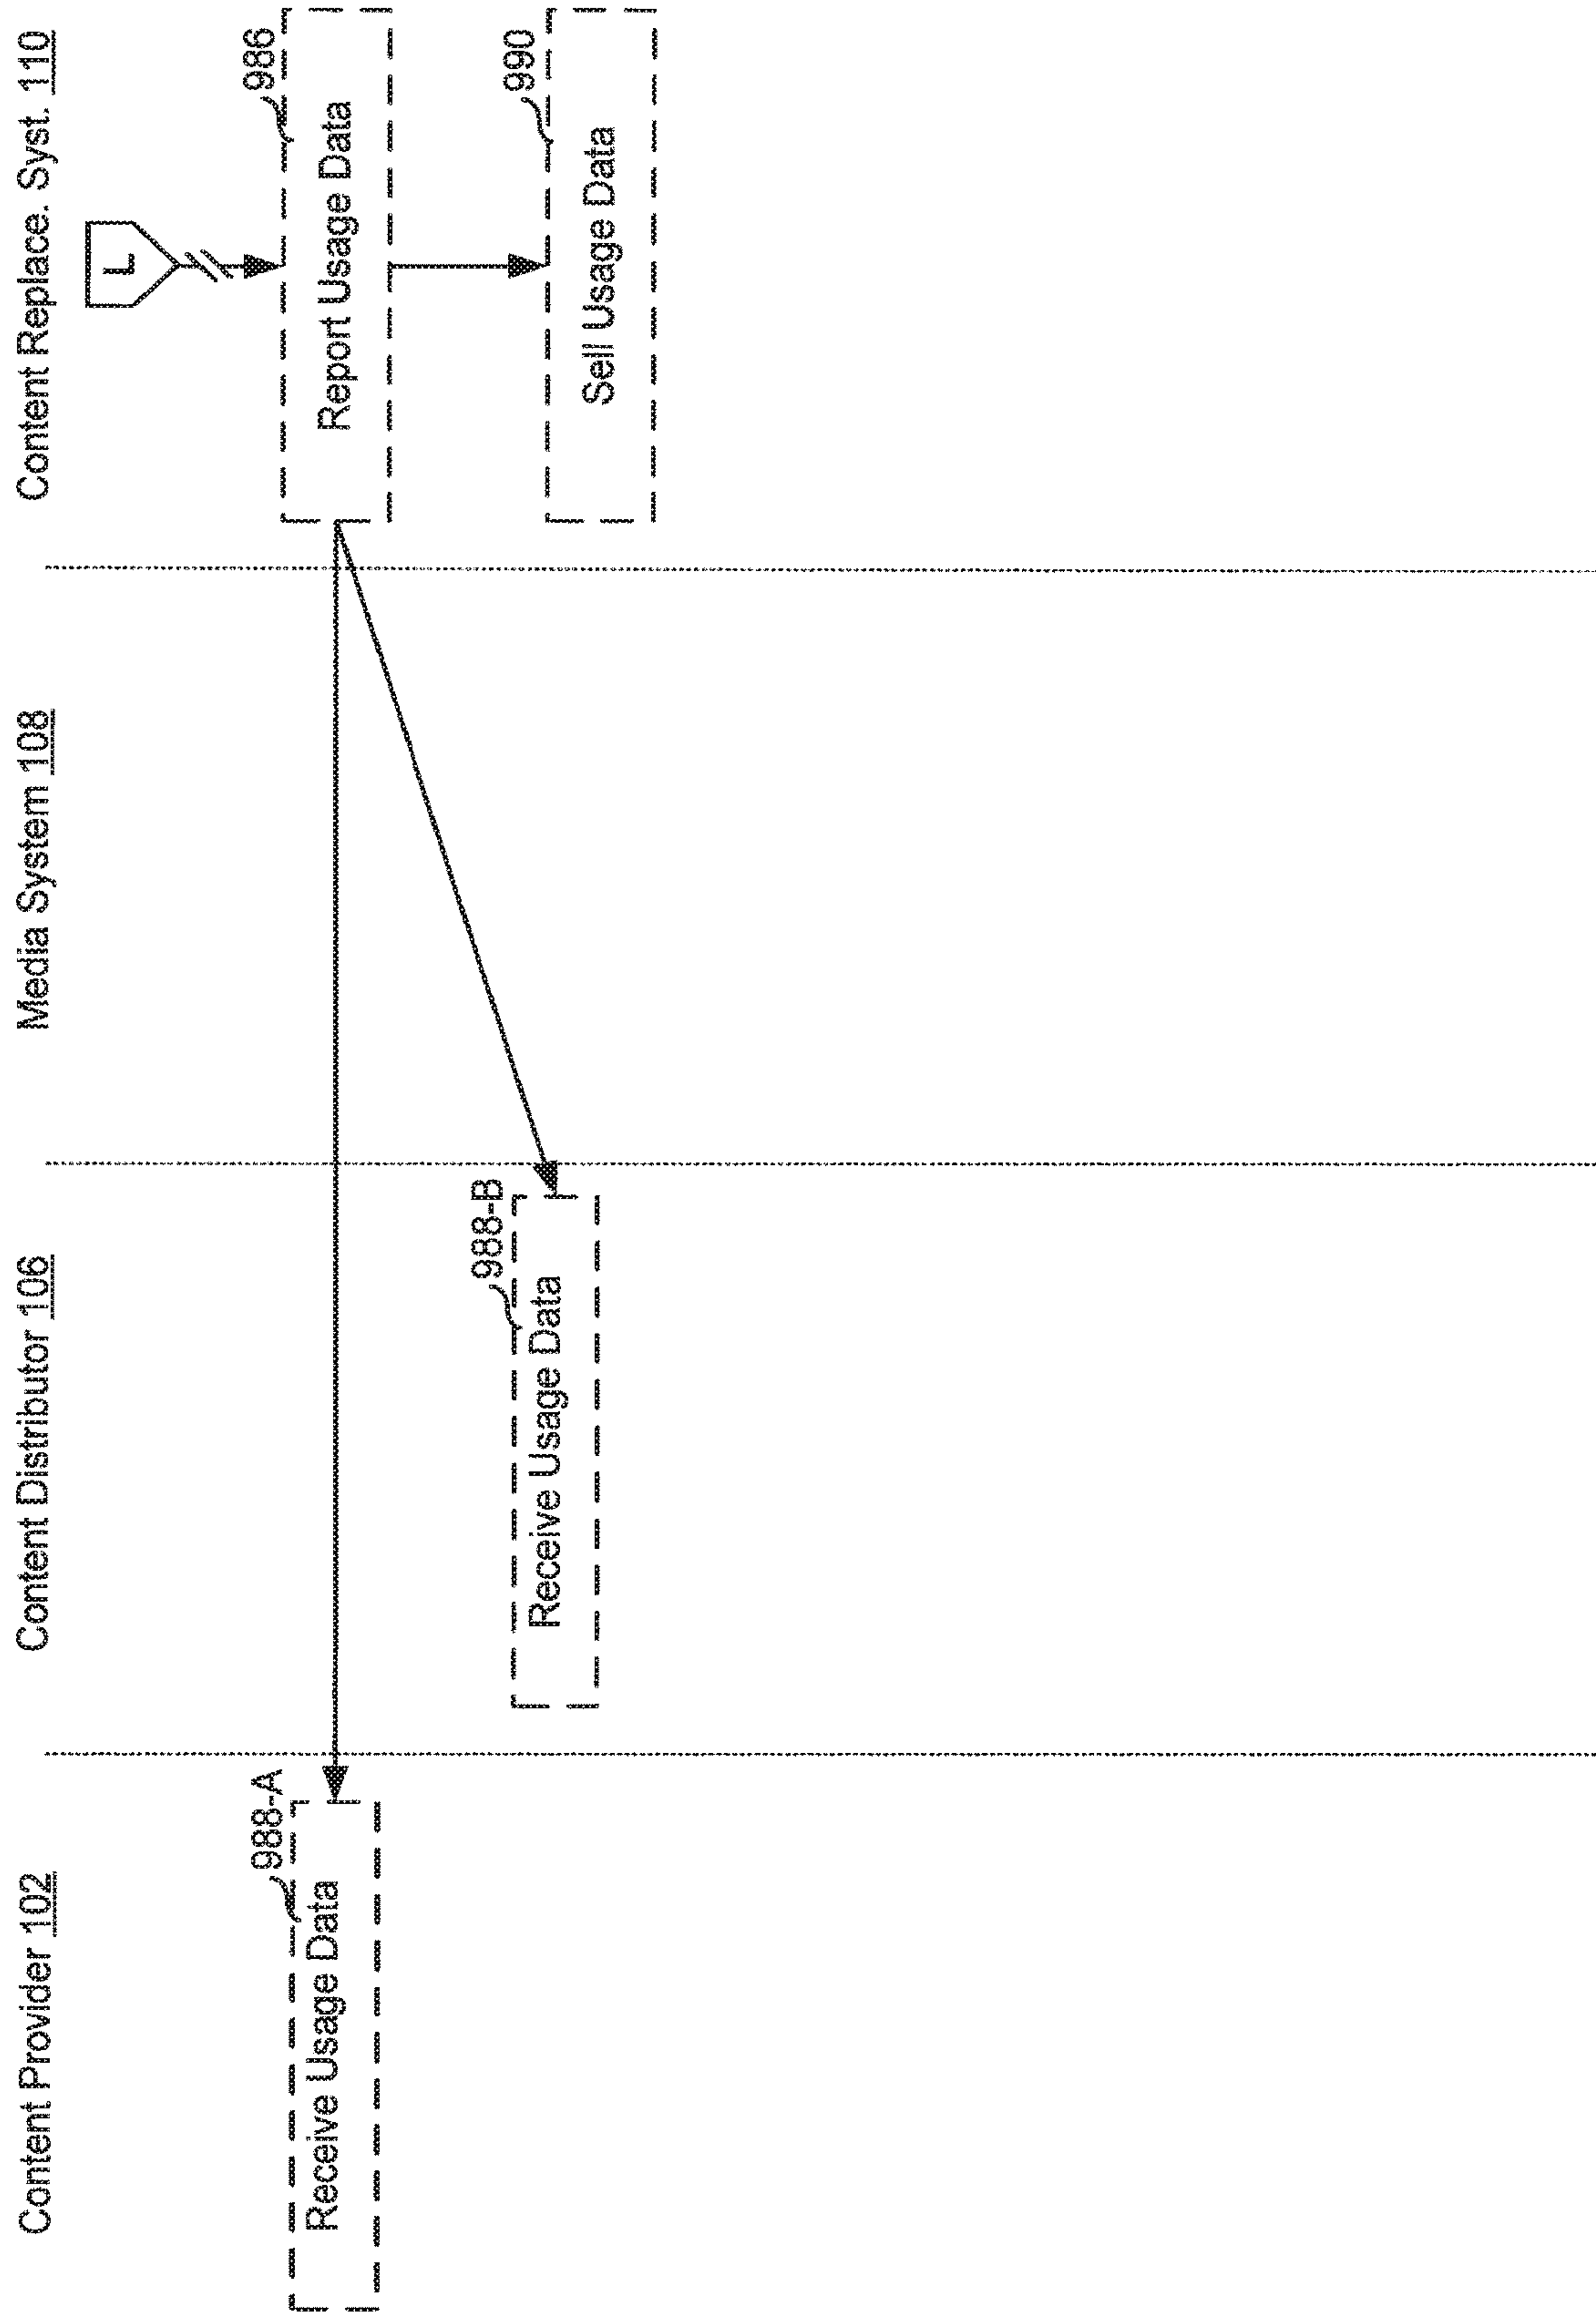 Content Provider 102
Content Distributor 106
Media System 108
Content Replace. Syst. 110
L
986
988-A
Report Usage Data
Receive Usage Data
988-B
990
Receive Usage Data
Sell Usage Data